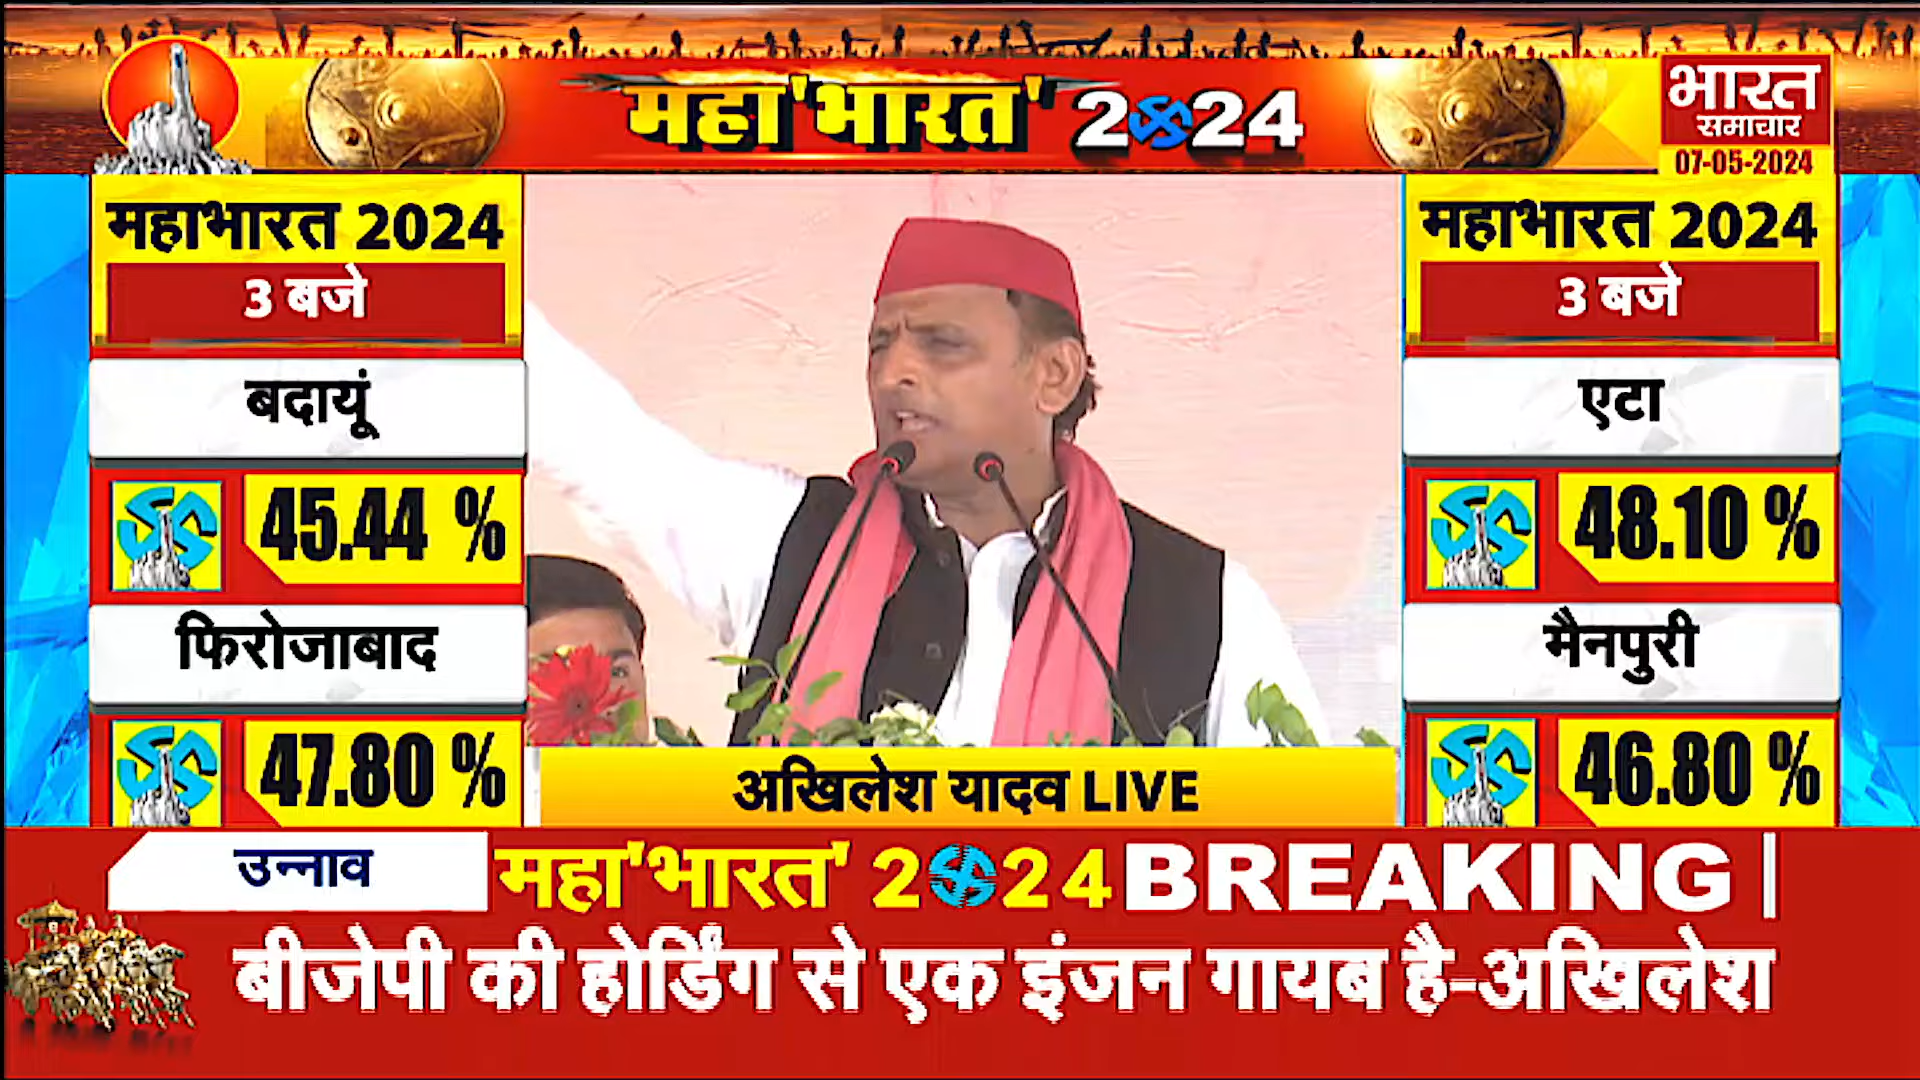 महा'भारत' 2024
भारत
समाचार
07-05-2024
महाभारत 2024
3 बजे
बदायूं
45.44 %
फिरोजाबाद
47.80 %
महाभारत 2024
3 बजे
एटा
48.10 %
मैनपुरी
46.80 %
अखिलेश यादव LIVE
उन्नाव
महा'भारत' 2024 BREAKING
बीजेपी की होर्डिंग से एक इंजन गायब है-अखिलेश